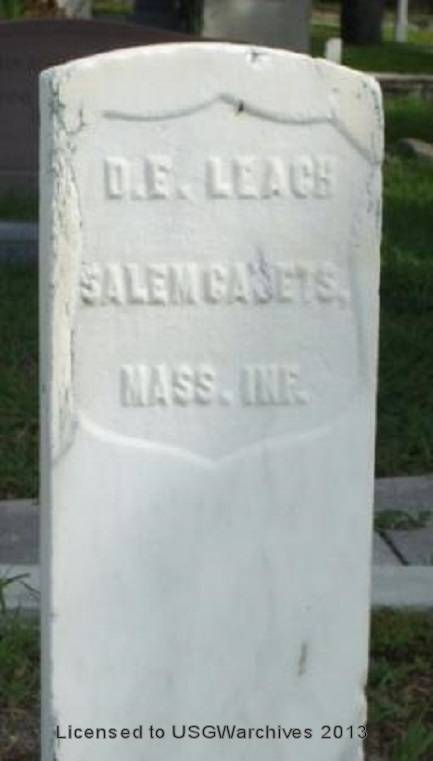 D.E. LEACH
SALEM CADETS,
MASS. INF.
Licensed to USGWarchives 2013